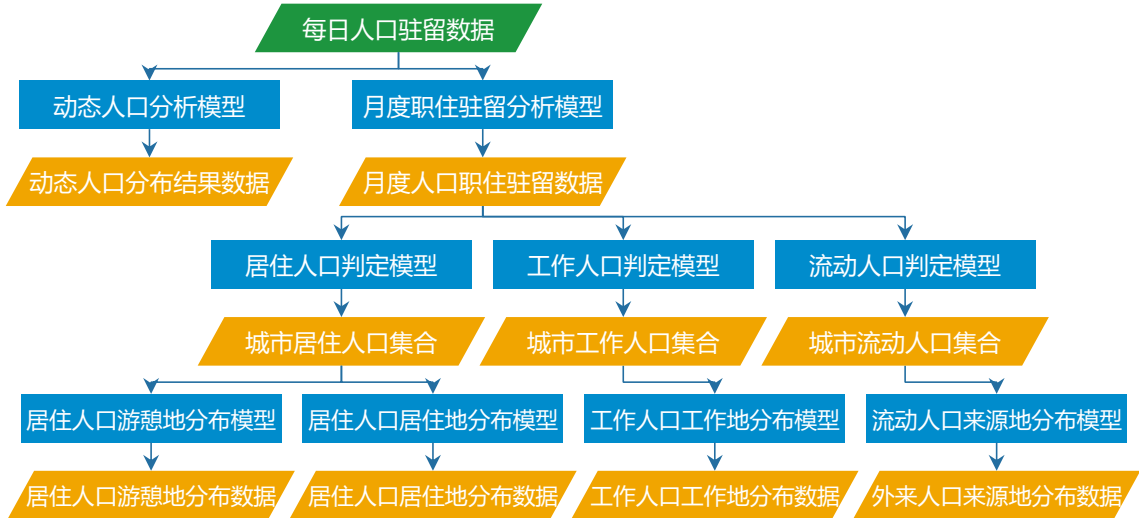 每日人口驻留数据
动态人口分析模型
月度职住驻留分析模型
动态人口分布结果数据
月度人口职住驻留数据
居住人口判定模型
工作人口判定模型
流动人口判定模型
城市居住人口集合
城市工作人口集合
城市流动人口集合
居住人口游憩地分布模型
居住人口居住地分布模型
工作人口工作地分布模型
流动人口来源地分布模型
居住人口游憩地分布数据
居住人口居住地分布数据
工作人口工作地分布数据
外来人口来源地分布数据